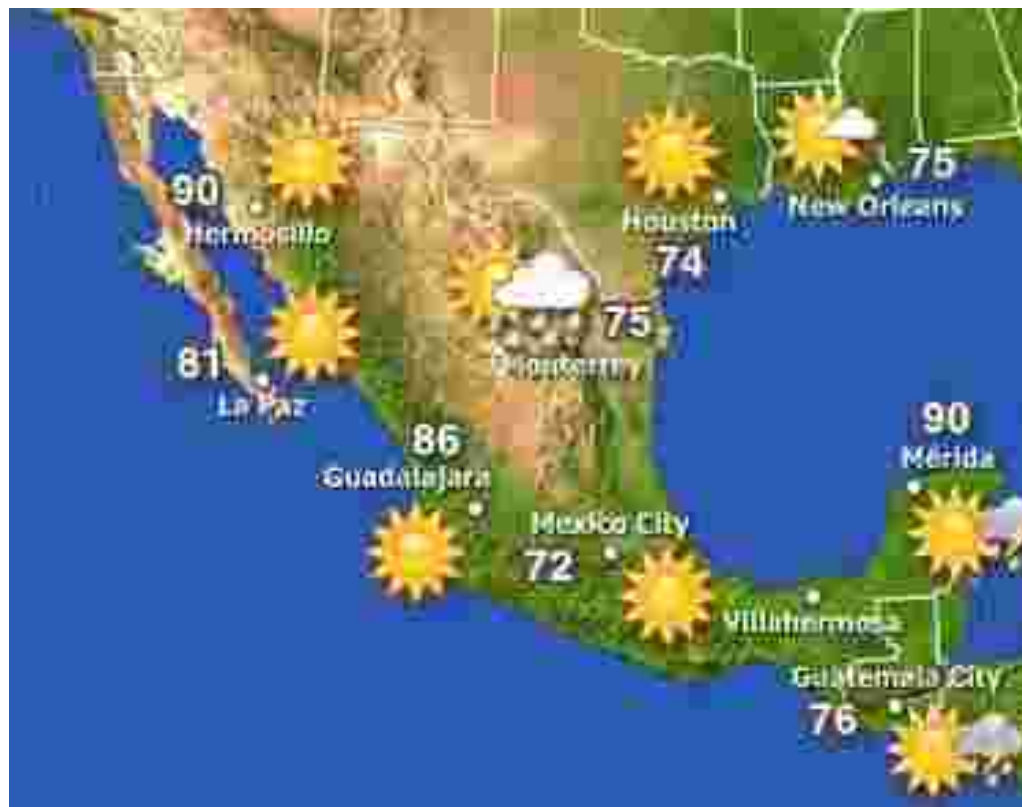 75
New Orleans
90
Hermosillo
Houston
74
75
Monterrey
81
La Paz
86
Guadalajara
90
Mérida
Mexico City
72
Villahermosa
Guatemala City
76